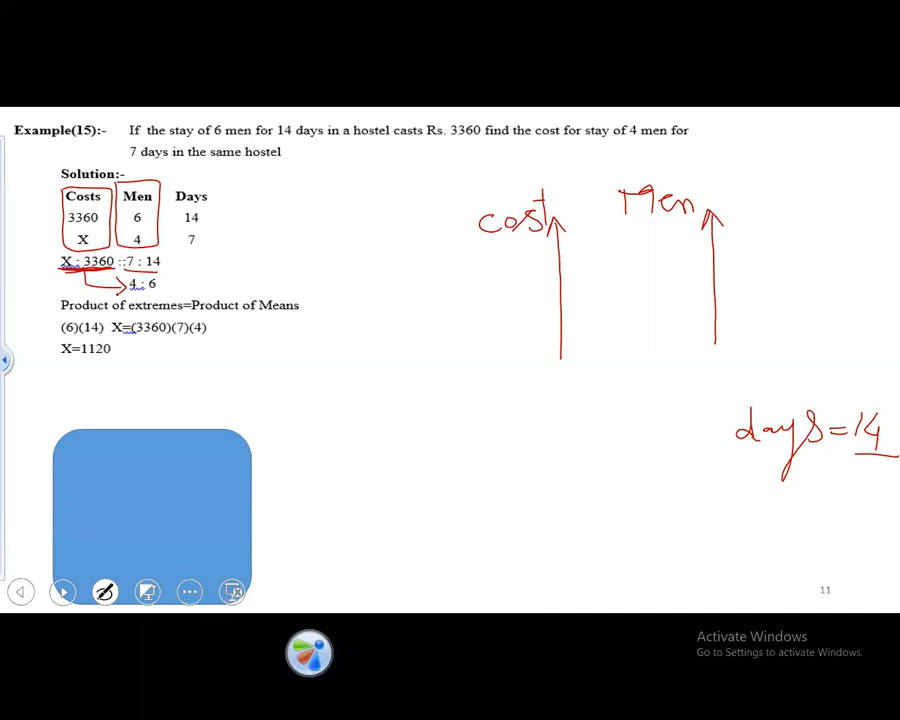 Example(15):- If the stay of 6 men for 14 days in a hostel casts Rs. 3360 find the cost for stay of 4 men for
7 days in the same hostel
Solution:-
Costs Men Days
3360 6 14
X 4 7
X : 3360 ::7 : 14
4 : 6
Product of extremes=Product of Means
(6)(14) X=(3360)(7)(4)
X=1120
cost
Men
days=14
11
Activate Windows
Go to Settings to activate Windows.